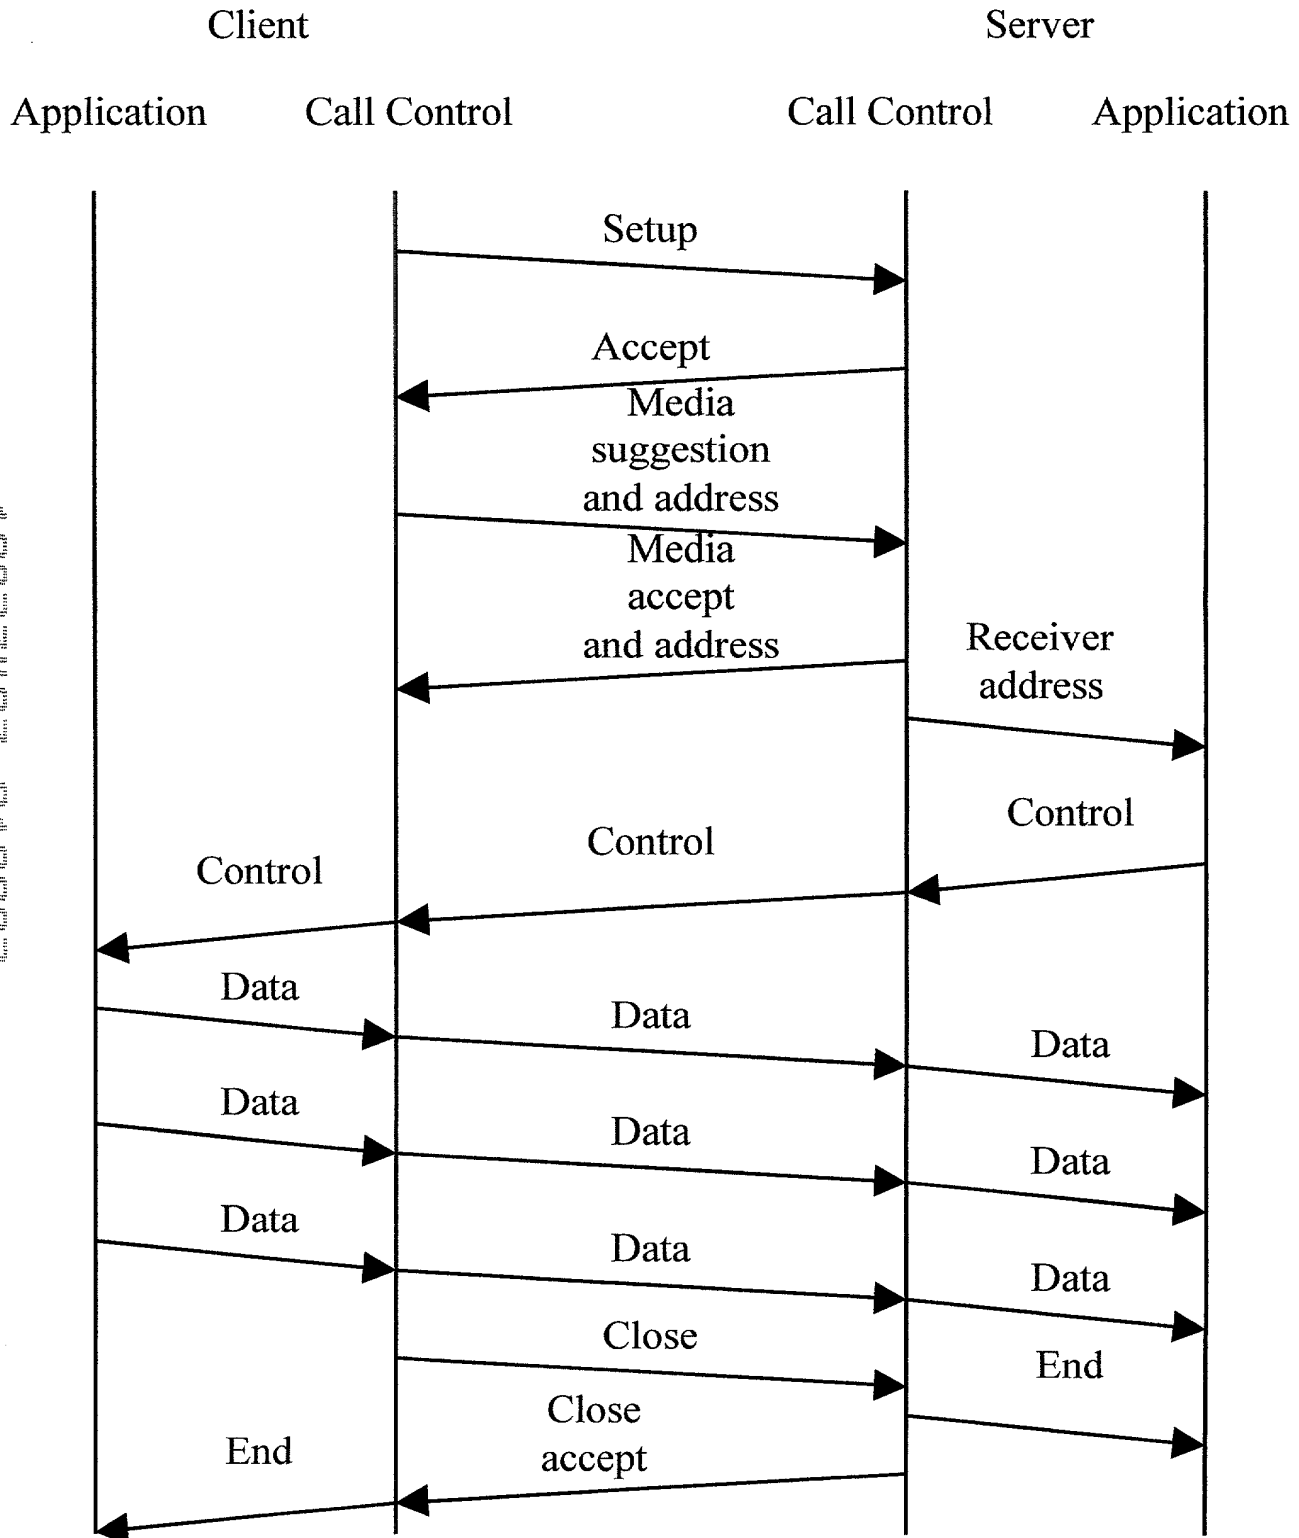 Client Server
Application Call Control Call Control Application
Setup
Accept
Media
suggestion
and address
Media
accept
and address
Receiver
address
Control
Control
Control
Data
Data
Data
Data
Data
Data
Data
Data
Data
Close
End
Close
accept
End